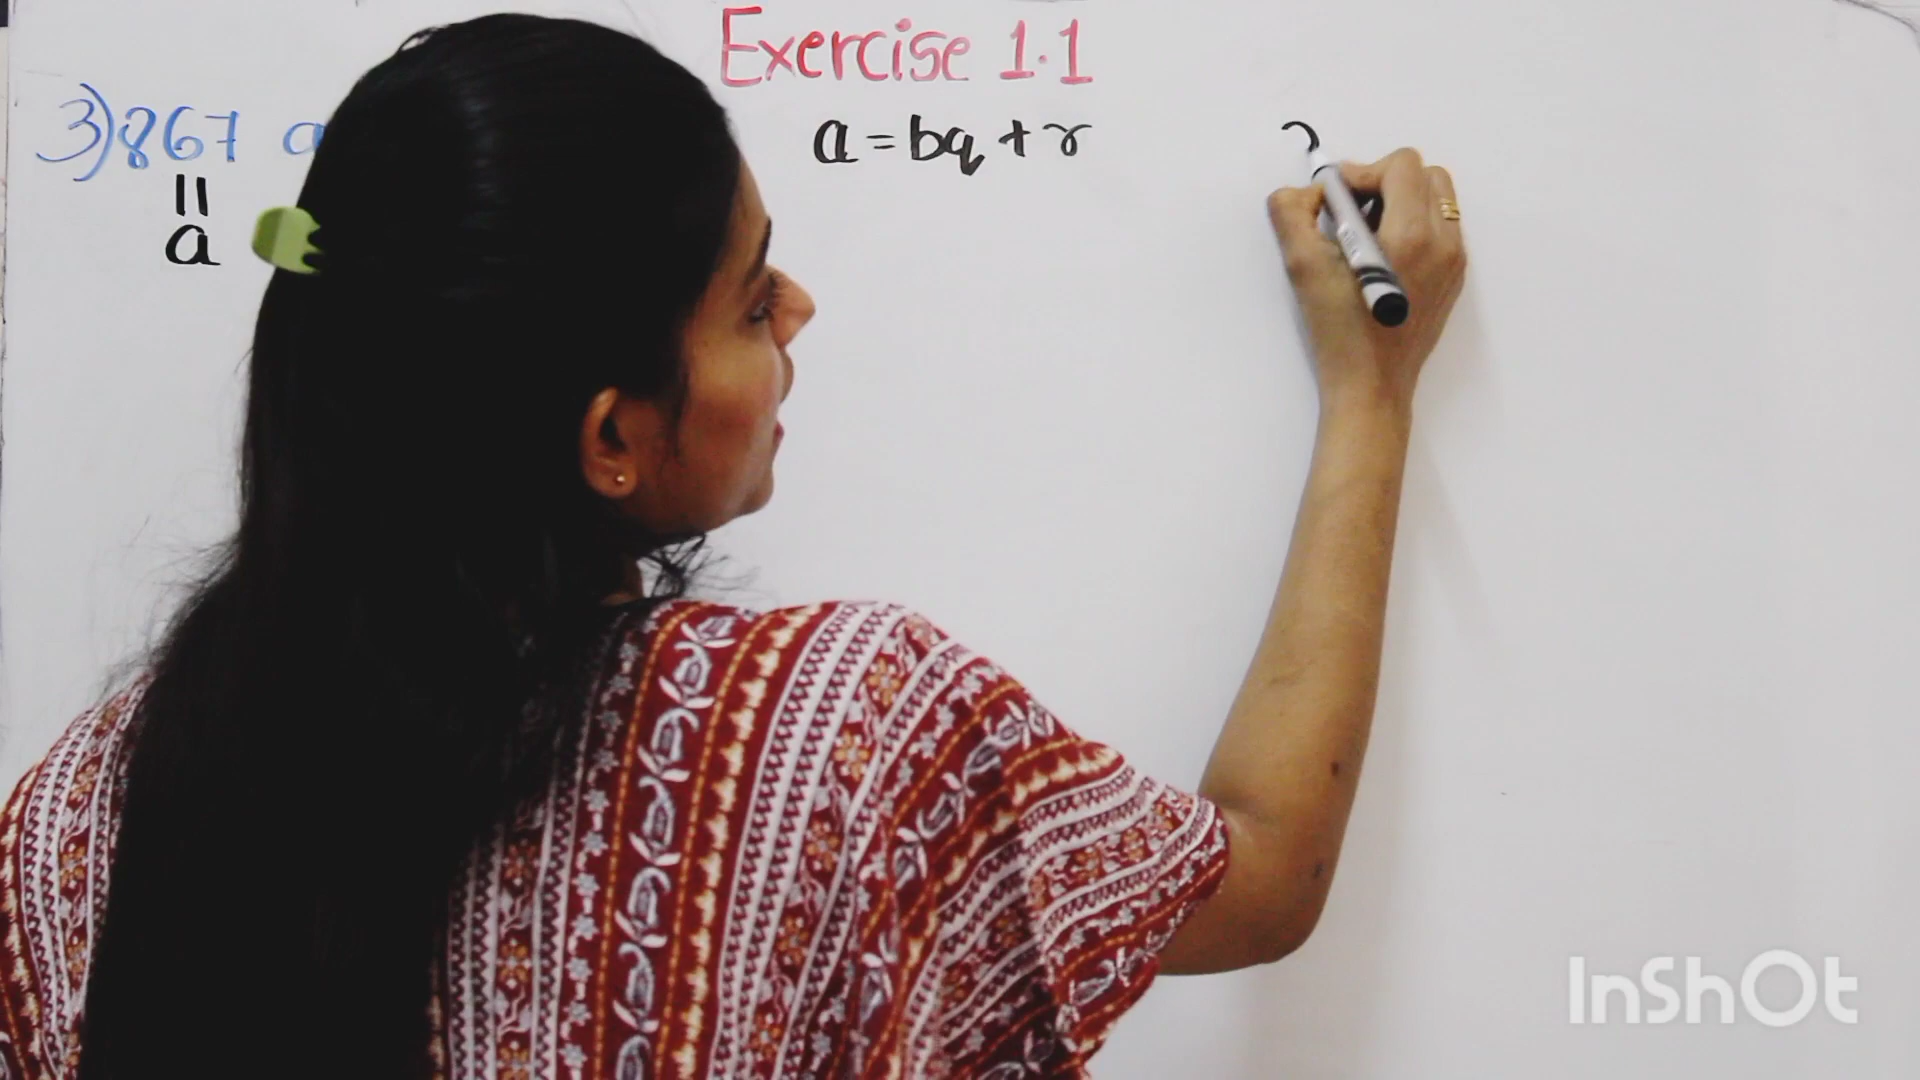 Exercise 1.1
3) 867 a
a = bq + r
||
a
InShOt